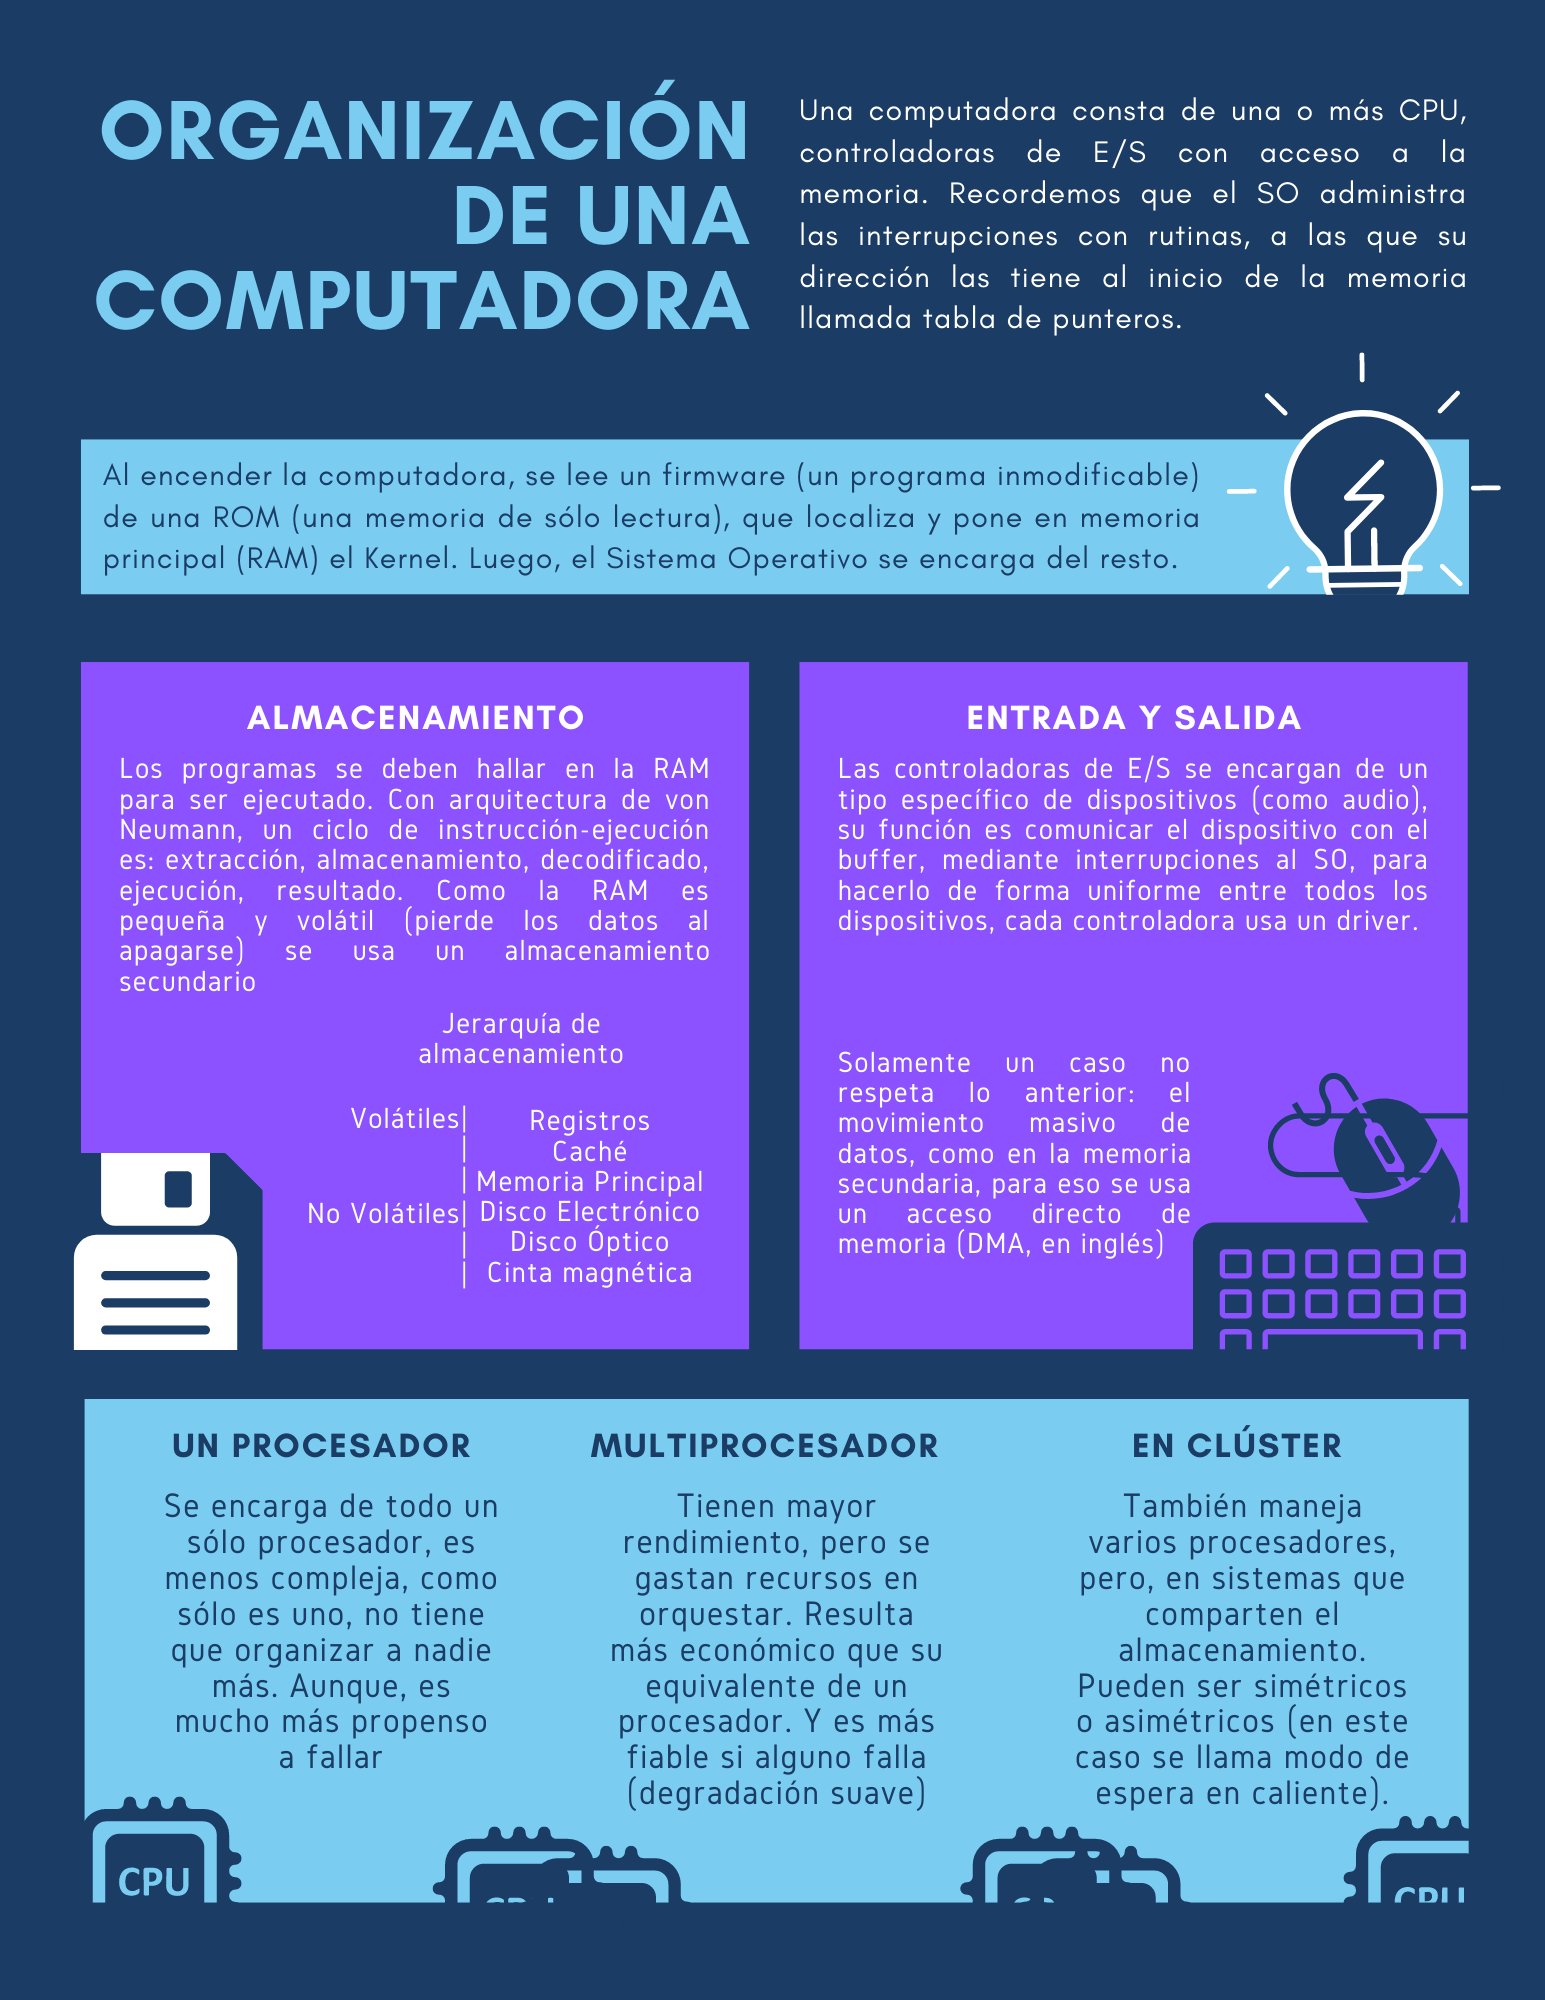 ORGANIZACIÓN
DE UNA
COMPUTADORA
Una computadora consta de una o más CPU,
controladoras de E/S con acceso a la
memoria. Recordemos que el SO administra
las interrupciones con rutinas, a las que su
dirección las tiene al inicio de la memoria
llamada tabla de punteros.
Al encender la computadora, se lee un firmware (un programa inmodificable)
de una ROM (una memoria de sólo lectura), que localiza y pone en memoria
principal (RAM) el Kernel. Luego, el Sistema Operativo se encarga del resto.
ALMACENAMIENTO
Los programas se deben hallar en la RAM
para ser ejecutado. Con arquitectura de von
Neumann, un ciclo de instrucción-ejecución
es: extracción, almacenamiento, decodificado,
ejecución, resultado. Como la RAM es
pequeña y volátil (pierde los datos al
apagarse) se usa un almacenamiento
secundario
Jerarquía de
almacenamiento
Volátiles| Registros
| Caché
| Memoria Principal
No Volátiles| Disco Electrónico
| Disco Óptico
| Cinta magnética
ENTRADA Y SALIDA
Las controladoras de E/S se encargan de un
tipo específico de dispositivos (como audio),
su función es comunicar el dispositivo con el
buffer, mediante interrupciones al SO, para
hacerlo de forma uniforme entre todos los
dispositivos, cada controladora usa un driver.
Solamente un caso no
respeta lo anterior: el
movimiento masivo de
datos, como en la memoria
secundaria, para eso se usa
un acceso directo de
memoria (DMA, en inglés)
UN PROCESADOR
Se encarga de todo un
sólo procesador, es
menos compleja, como
sólo es uno, no tiene
que organizar a nadie
más. Aunque, es
mucho más propenso
a fallar
MULTIPROCESADOR
Tienen mayor
rendimiento, pero se
gastan recursos en
orquestar. Resulta
más económico que su
equivalente de un
procesador. Y es más
fiable si alguno falla
(degradación suave)
EN CLÚSTER
También maneja
varios procesadores,
pero, en sistemas que
comparten el
almacenamiento.
Pueden ser simétricos
o asimétricos (en este
caso se llama modo de
espera en caliente).
CPU
CPU